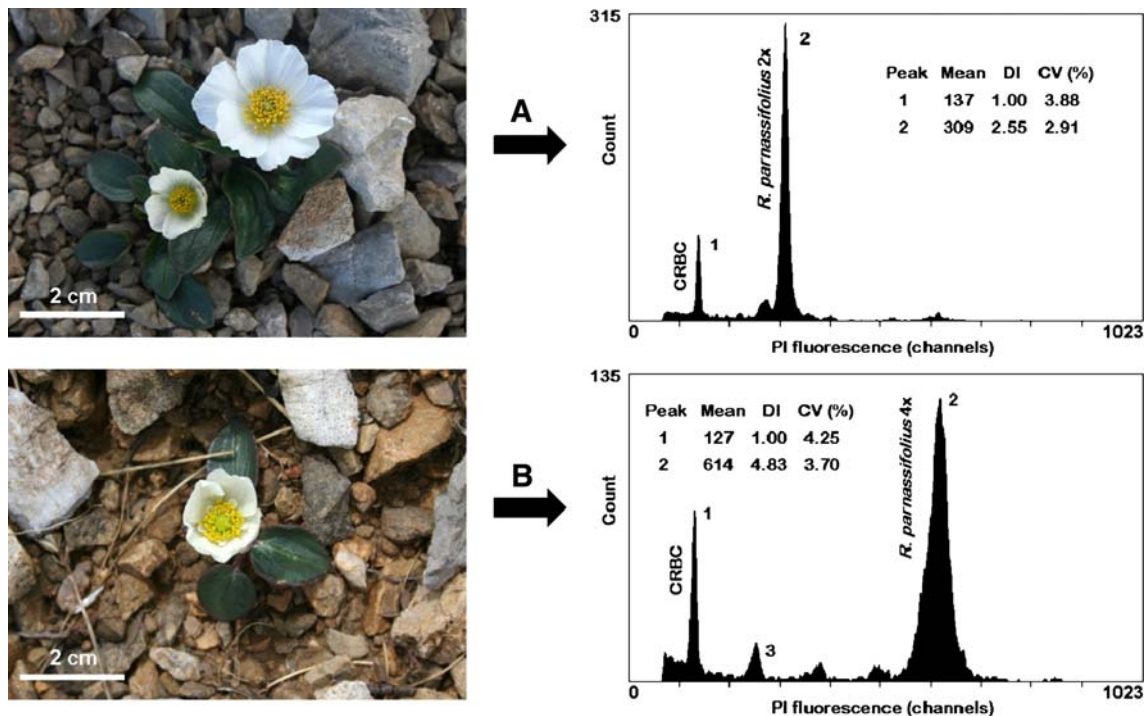 2 cm
A
315
Count
R. parnassifolius 2x
CRBC
1
2
Peak Mean DI CV (%)
1 137 1.00 3.88
2 309 2.55 2.91
0
1023
PI fluorescence (channels)
2 cm
B
135
Count
Peak Mean DI CV (%)
1 127 1.00 4.25
2 614 4.83 3.70
R. parnassifolius 4x
2
CRBC
1
3
0
1023
PI fluorescence (channels)